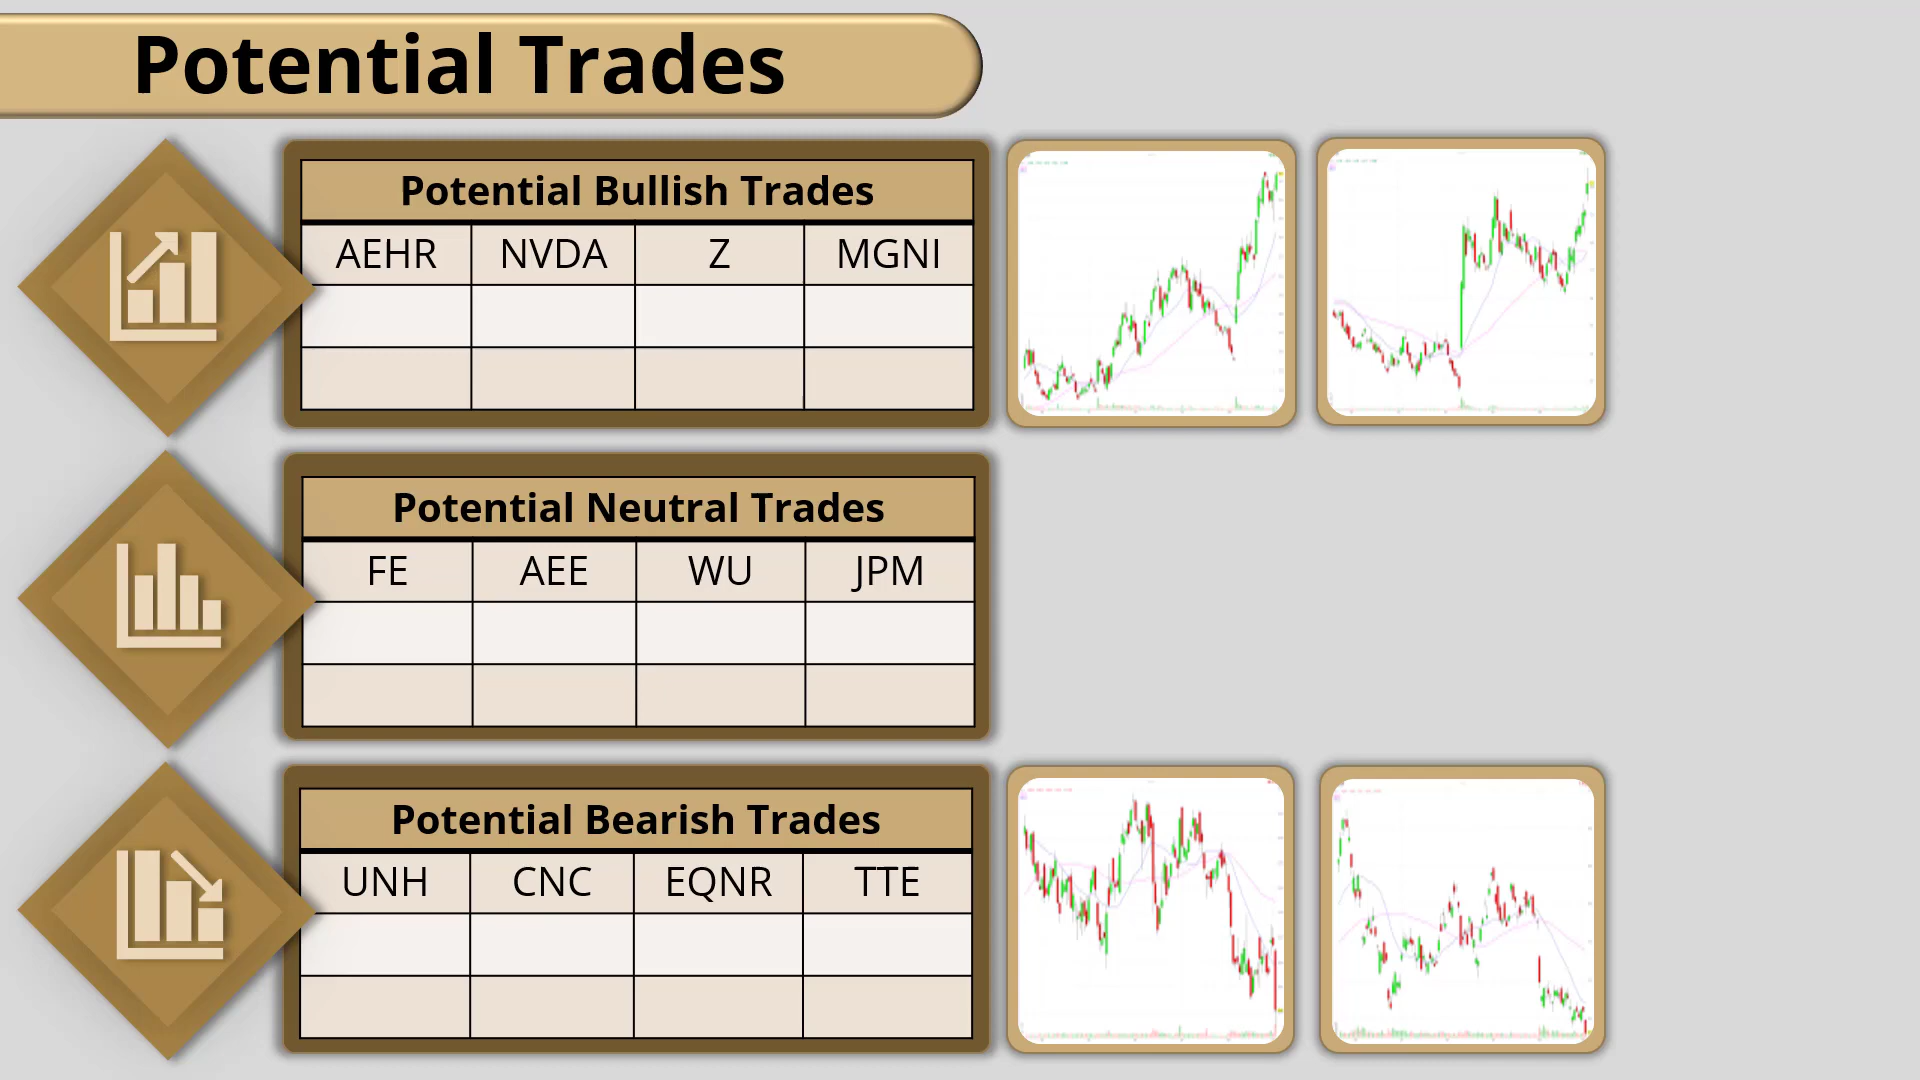 Potential Trades
Potential Bullish Trades
AEHR NVDA Z MGNI
Potential Neutral Trades
FE AEE WU JPM
Potential Bearish Trades
UNH CNC EQNR TTE